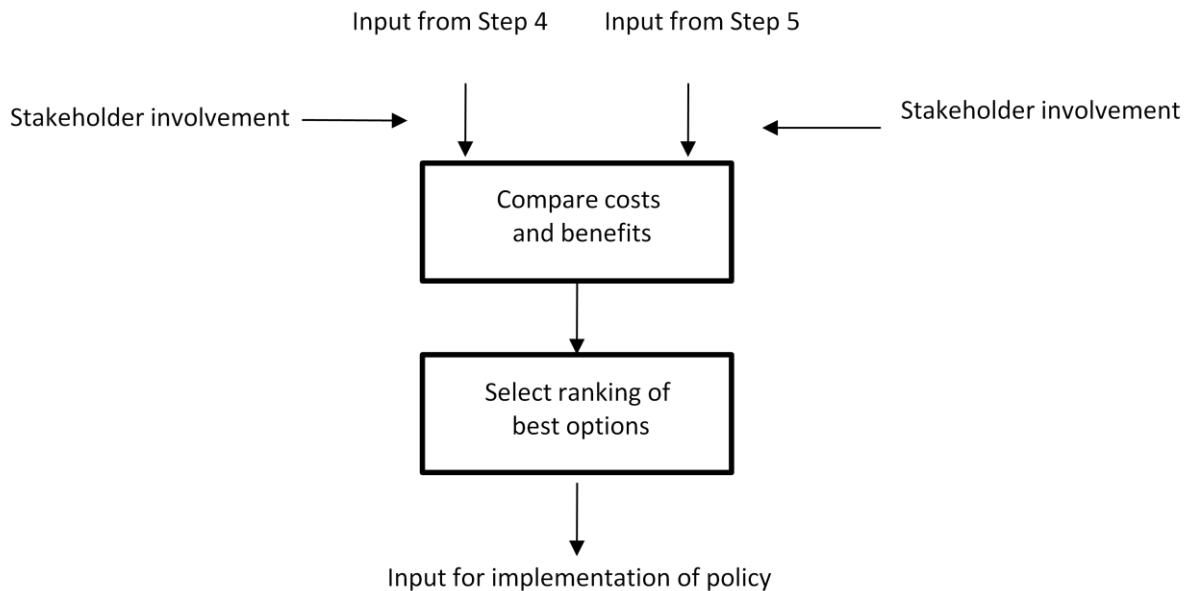 Input from Step 4
Input from Step 5
Stakeholder involvement
Stakeholder involvement
Compare costs
and benefits
Select ranking of
best options
Input for implementation of policy